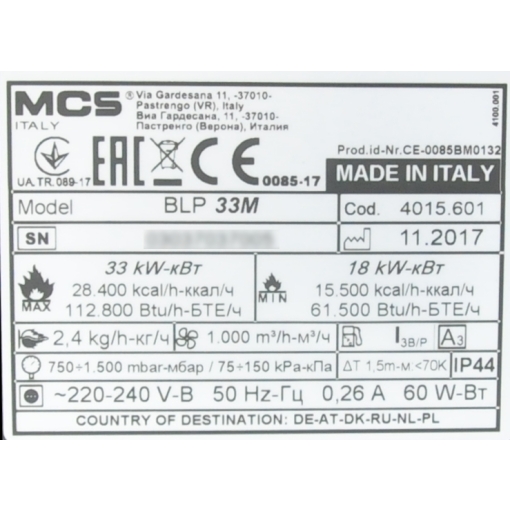 MCS ® Via Gardesana 11, -37010-
Pastrengo (VR), Italy
ITALY Виа Гардесана, 11, -37010-
Пастренго (Верона), Италия
4100.001
UA.TR.089-17 EAC CE 0085-17
Prod.id-Nr.CE-0085BM0132
MADE IN ITALY
Model BLP 33M Cod. 4015.601
SN 11.2017
MAX 33 kW-кВт
28.400 kcal/h-ккал/ч
112.800 Btu/h-БТЕ/ч
MIN 18 kW-кВт
15.500 kcal/h-ккал/ч
61.500 Btu/h-БТЕ/ч
2,4 kg/h-кг/ч 1.000 m³/h-м³/ч I3B/P A3
750÷1.500 mbar-мбар / 75÷150 kPa-кПа ΔT 1,5m-м:<70K IP44
~220-240 V-В 50 Hz-Гц 0,26 A 60 W-Вт
COUNTRY OF DESTINATION: DE-AT-DK-RU-NL-PL